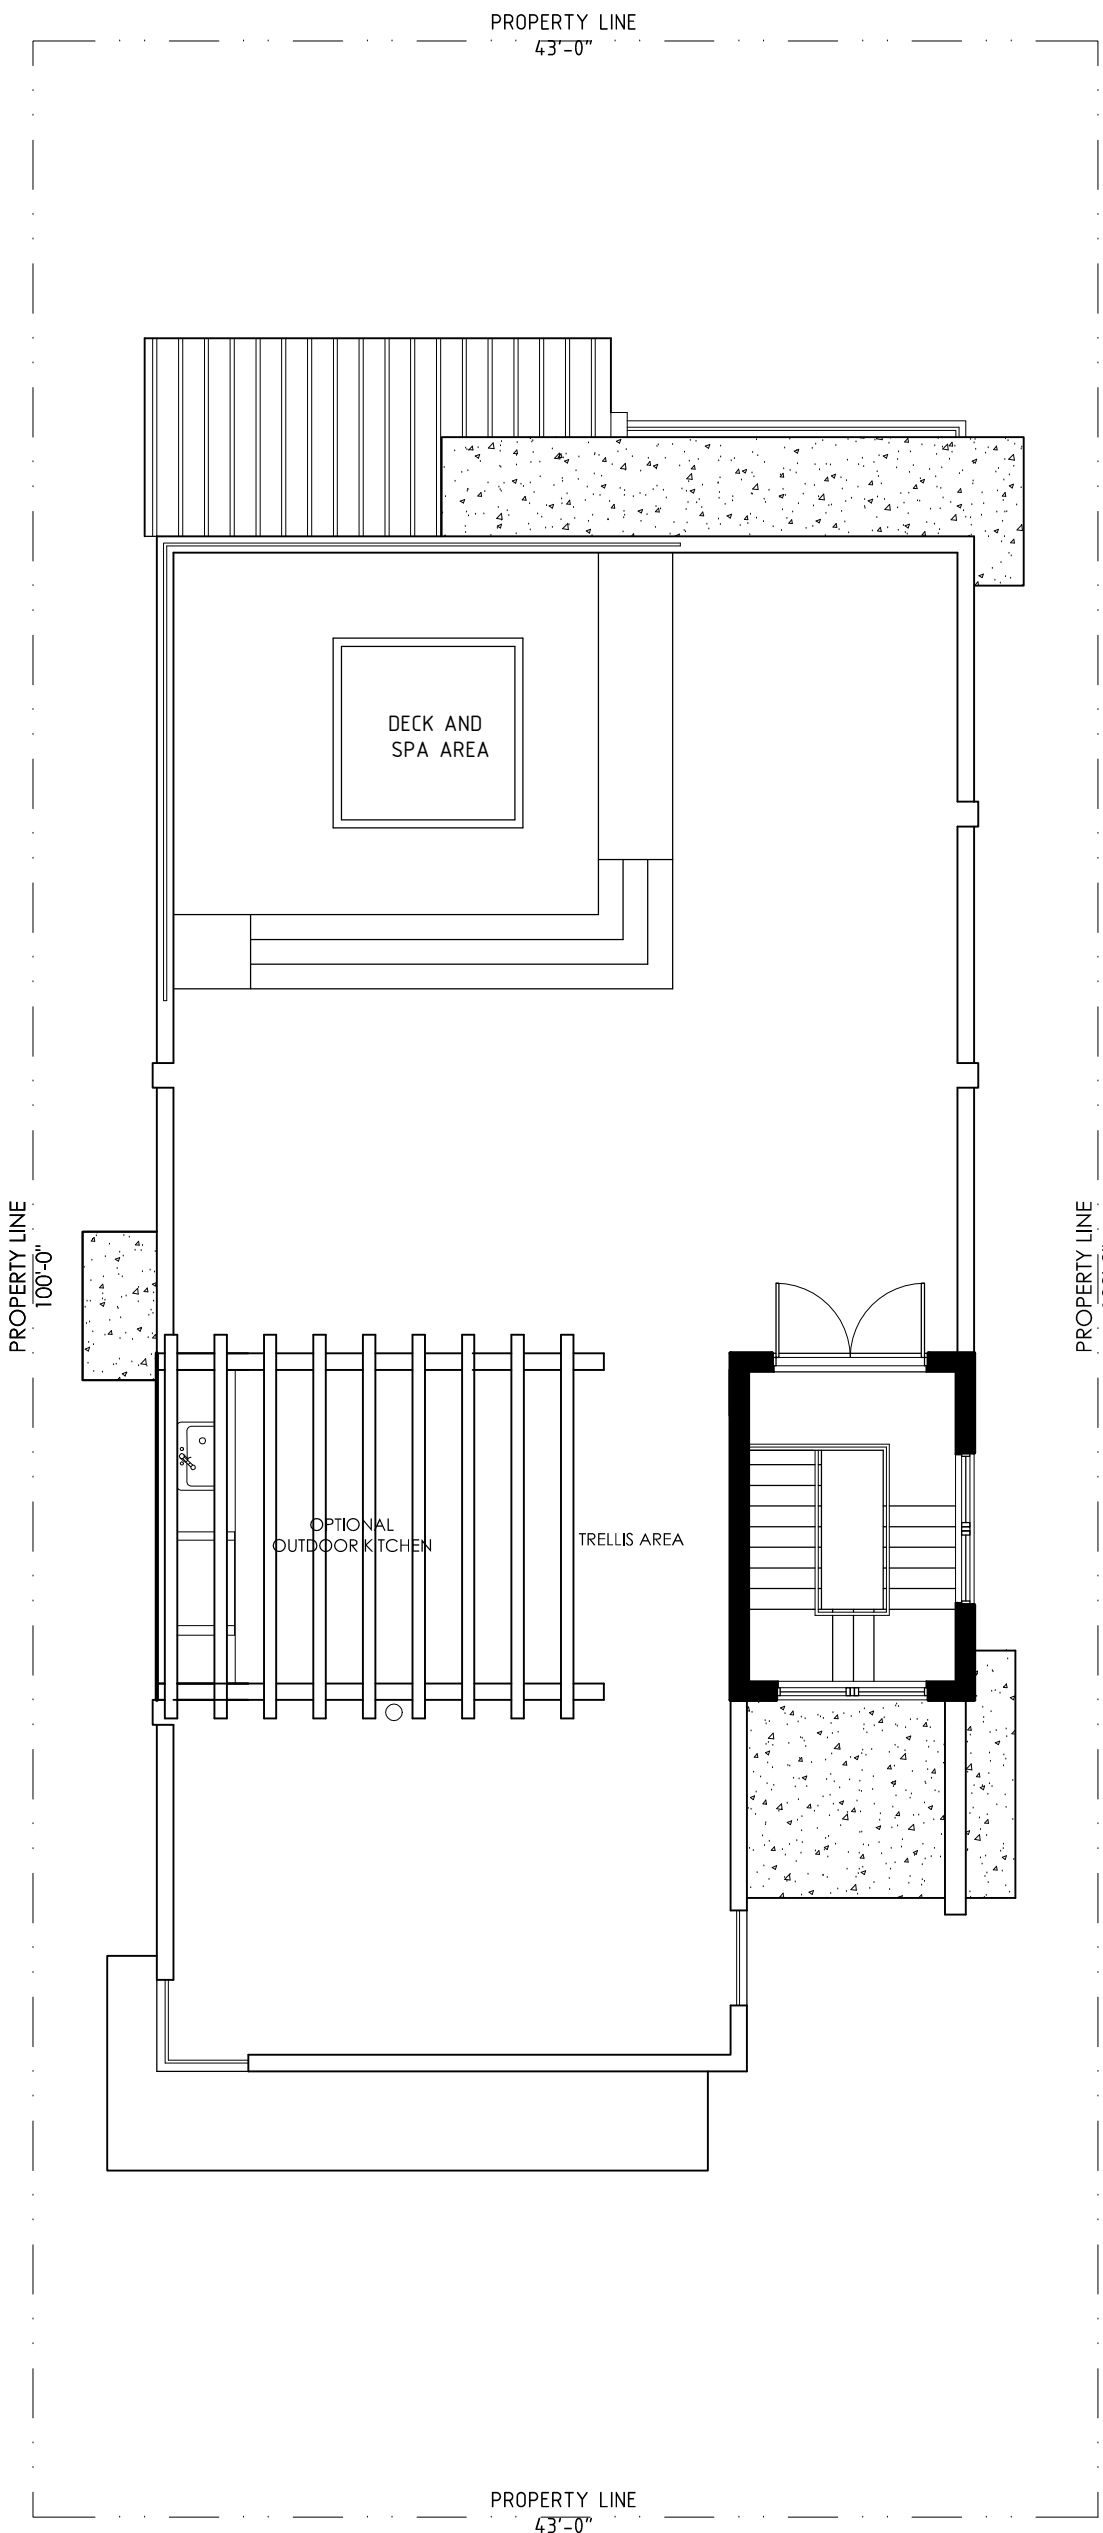 PROPERTY LINE
43'-0"
DECK AND
SPA AREA
PROPERTY LINE
100'-0"
PROPERTY LINE
OPTIONAL
OUTDOOR KITCHEN
TRELLIS AREA
PROPERTY LINE
43'-0"